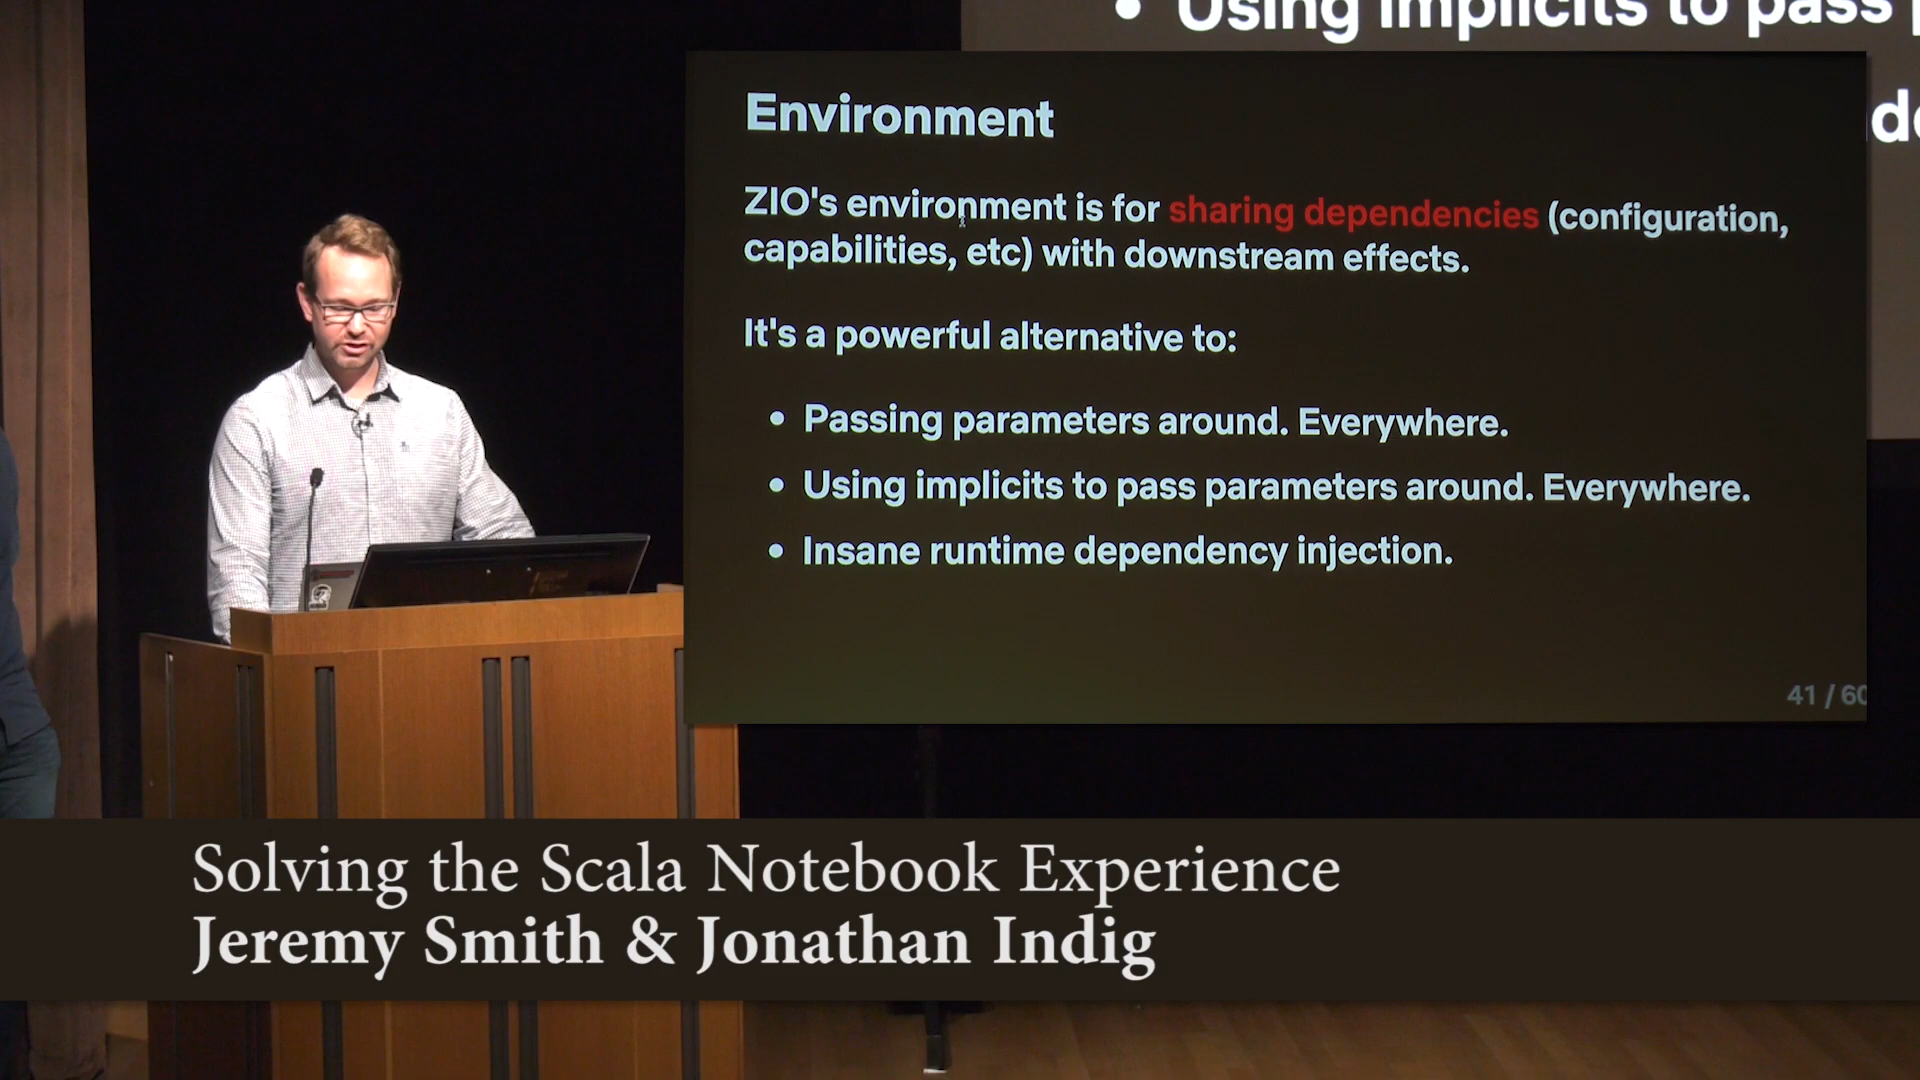 Using implicits to pass
Environment
ZIO's environment is for sharing dependencies (configuration,
capabilities, etc) with downstream effects.
It's a powerful alternative to:
• Passing parameters around. Everywhere.
• Using implicits to pass parameters around. Everywhere.
• Insane runtime dependency injection.
41 / 60
Solving the Scala Notebook Experience
Jeremy Smith & Jonathan Indig